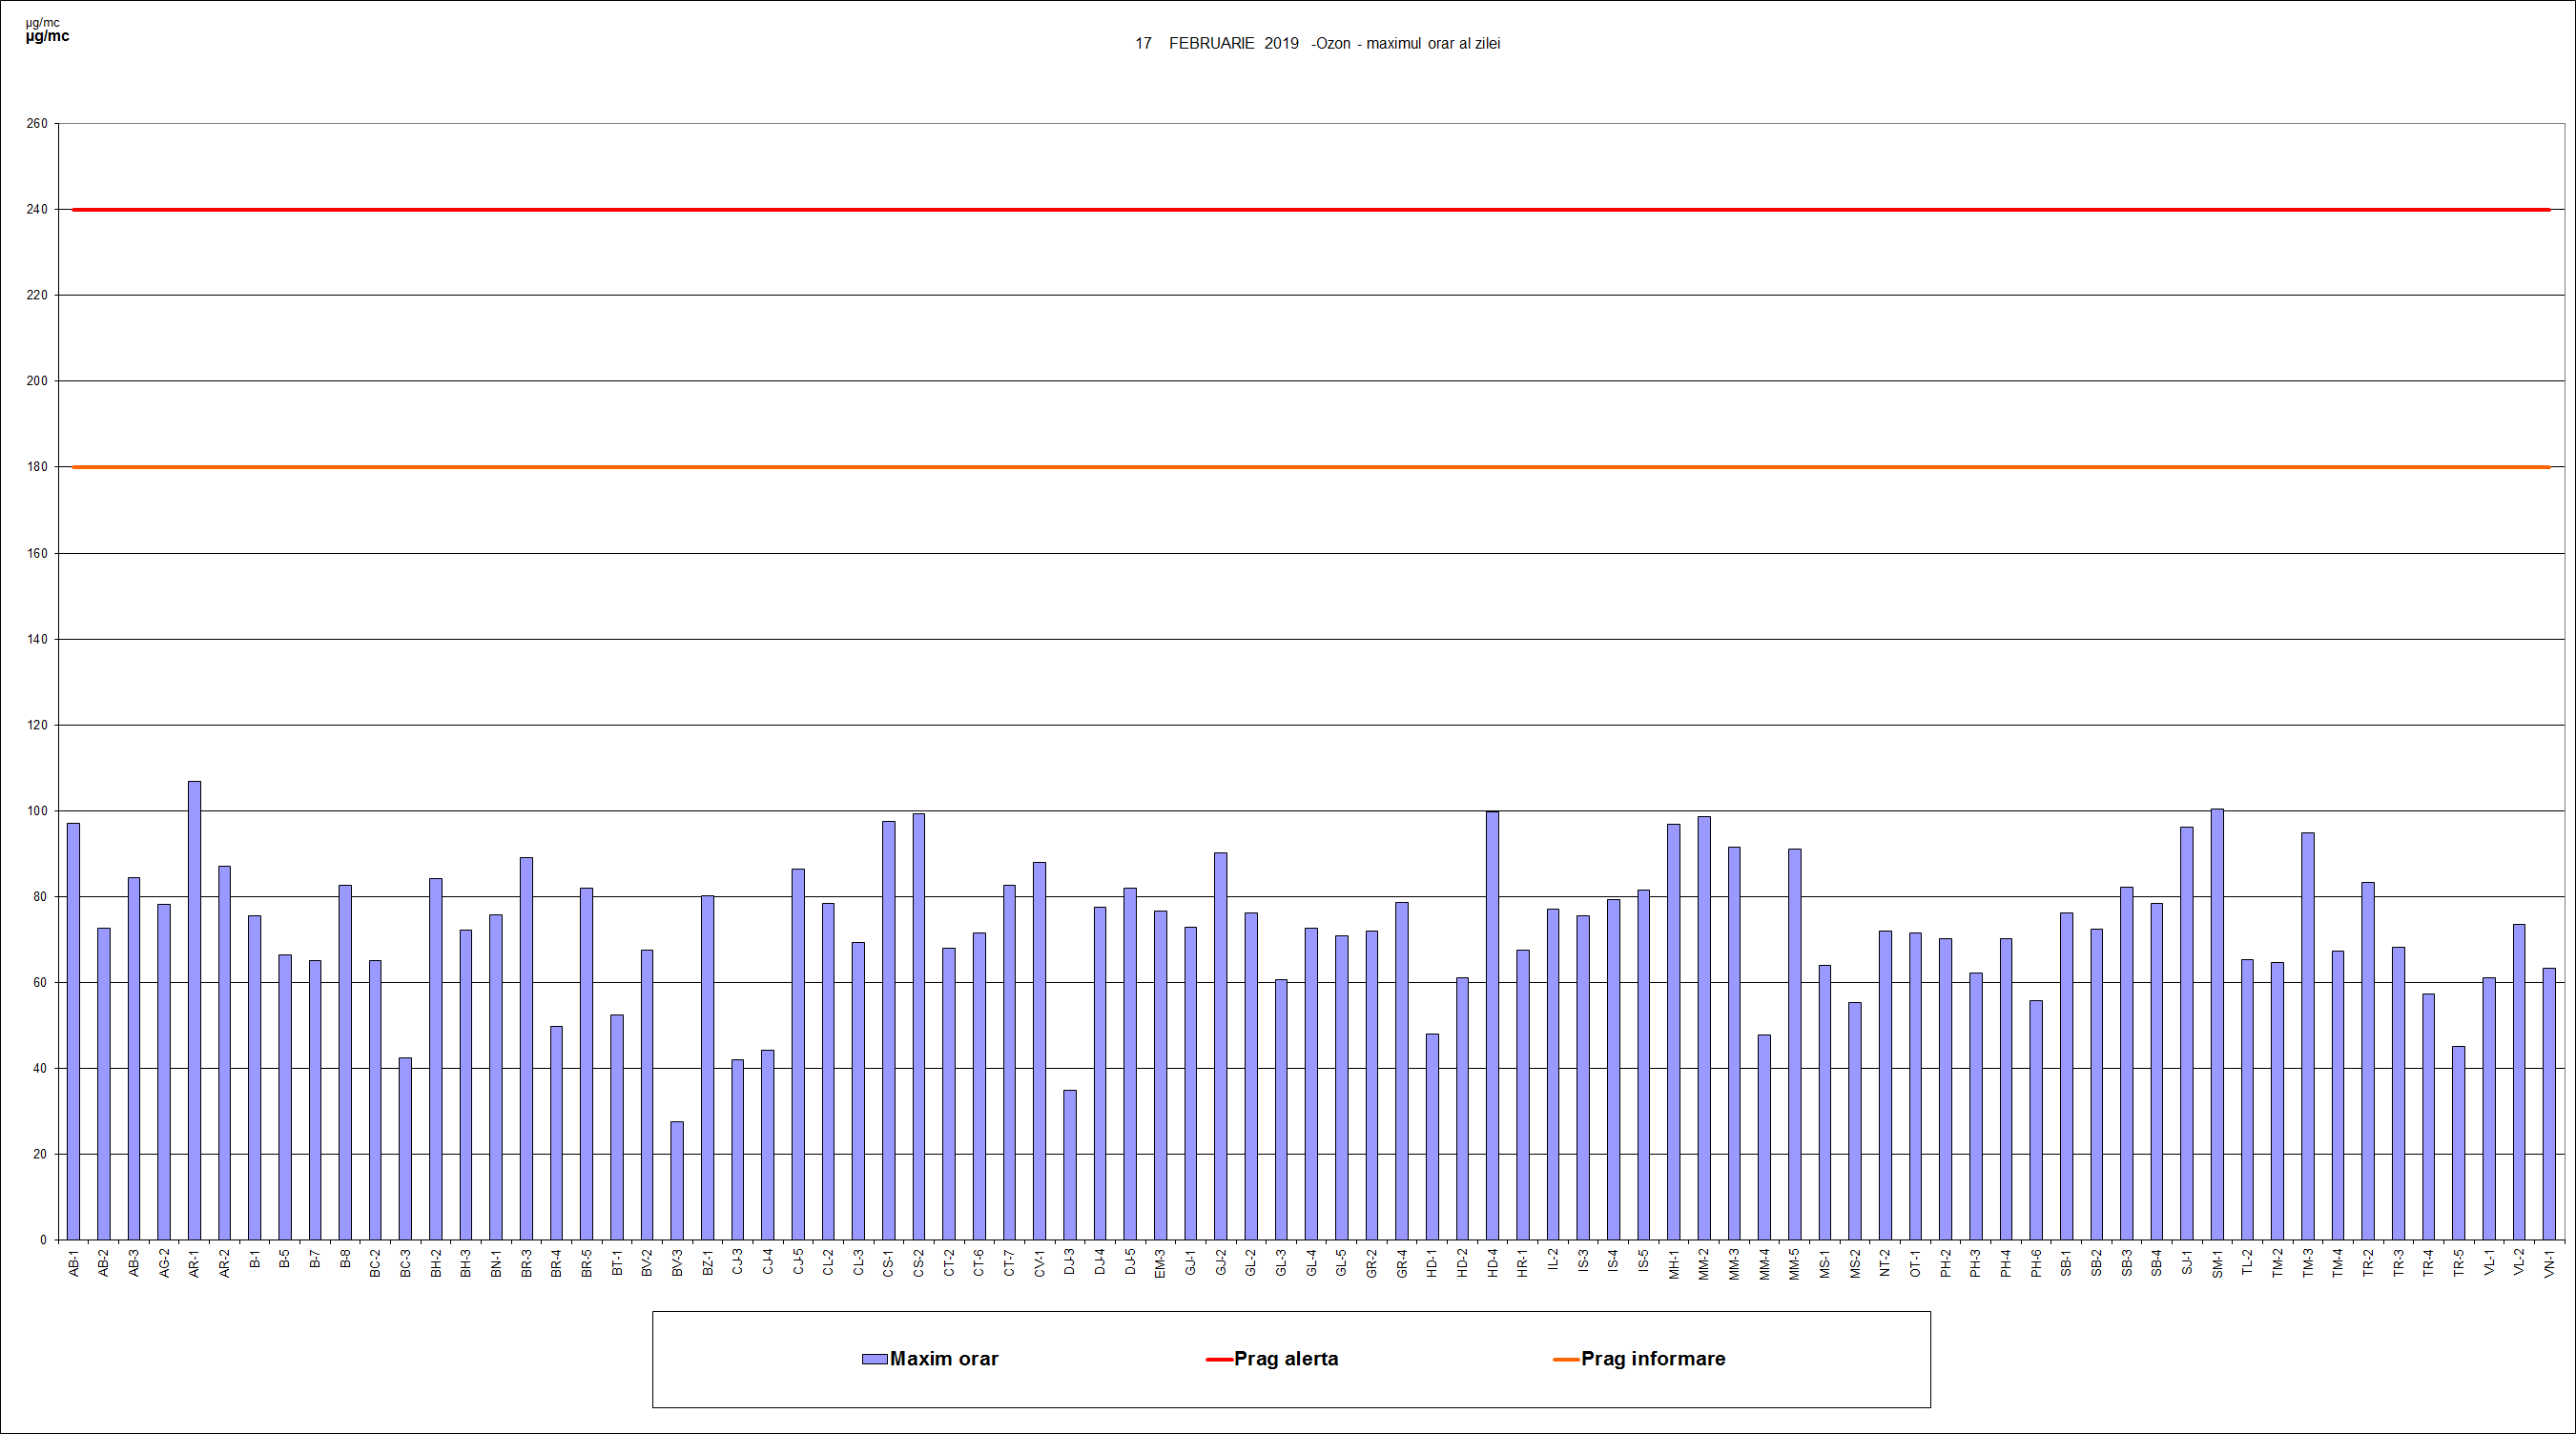 µg/mc
µg/mc
17 FEBRUARIE 2019 -Ozon - maximul orar al zilei
260
240
220
200
180
160
140
120
100
80
60
40
20
0
AB-1 AB-2 AB-3 AG-2 AR-1 AR-2 B-1 B-5 B-7 B-8 BC-2 BC-3 BH-2 BH-3 BN-1 BR-3 BR-4 BR-5 BT-1 BV-2 BV-3 BZ-1 CJ-3 CJ-4 CJ-5 CL-2 CL-3 CS-1 CS-2 CT-2 CT-6 CT-7 CV-1 DJ-3 DJ-4 DJ-5 EM-3 GJ-1 GJ-2 GL-2 GL-3 GL-4 GL-5 GR-2 GR-4 HD-1 HD-2 HD-4 HR-1 IL-2 IS-3 IS-4 IS-5 MH-1 MM-2 MM-3 MM-4 MM-5 MS-1 MS-2 NT-2 OT-1 PH-2 PH-3 PH-4 PH-6 SB-1 SB-2 SB-3 SB-4 SJ-1 SM-1 TL-2 TM-2 TM-3 TM-4 TR-2 TR-3 TR-4 TR-5 VL-1 VL-2 VN-1
Maxim orar Prag alerta Prag informare